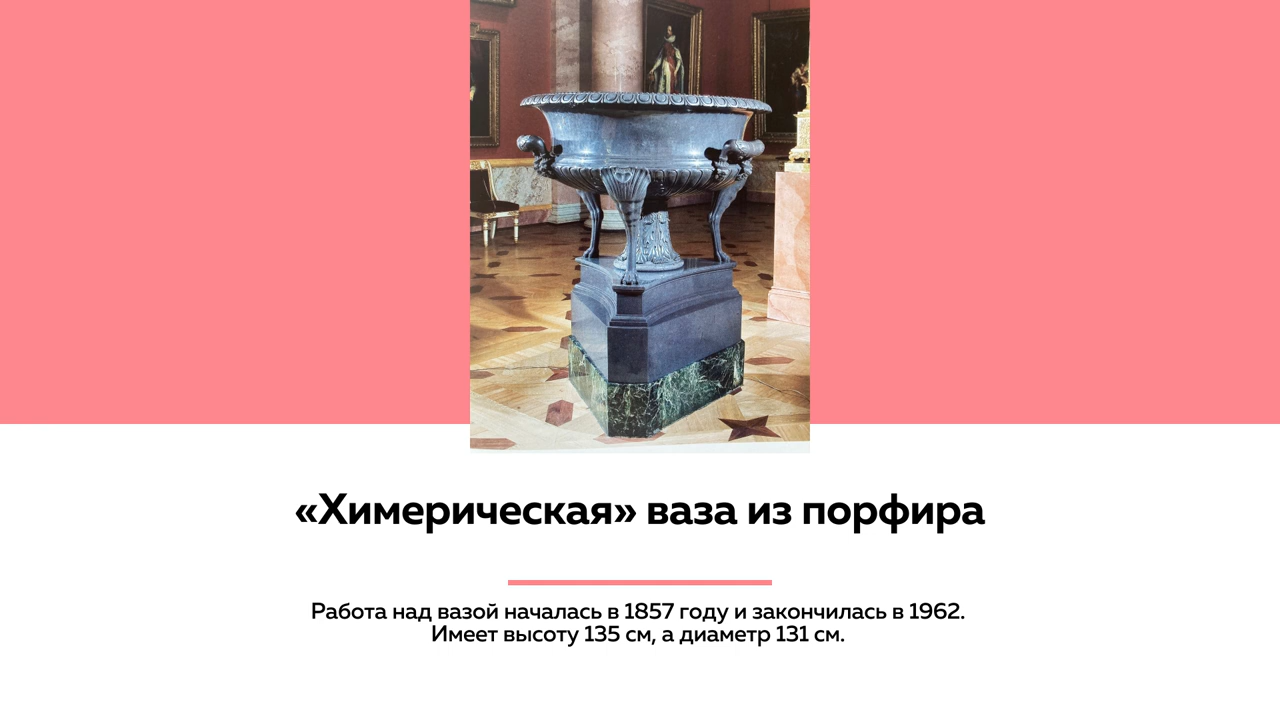 «Химерическая» ваза из порфира
Работа над вазой началась в 1857 году и закончилась в 1962.
Имеет высоту 135 см, а диаметр 131 см.